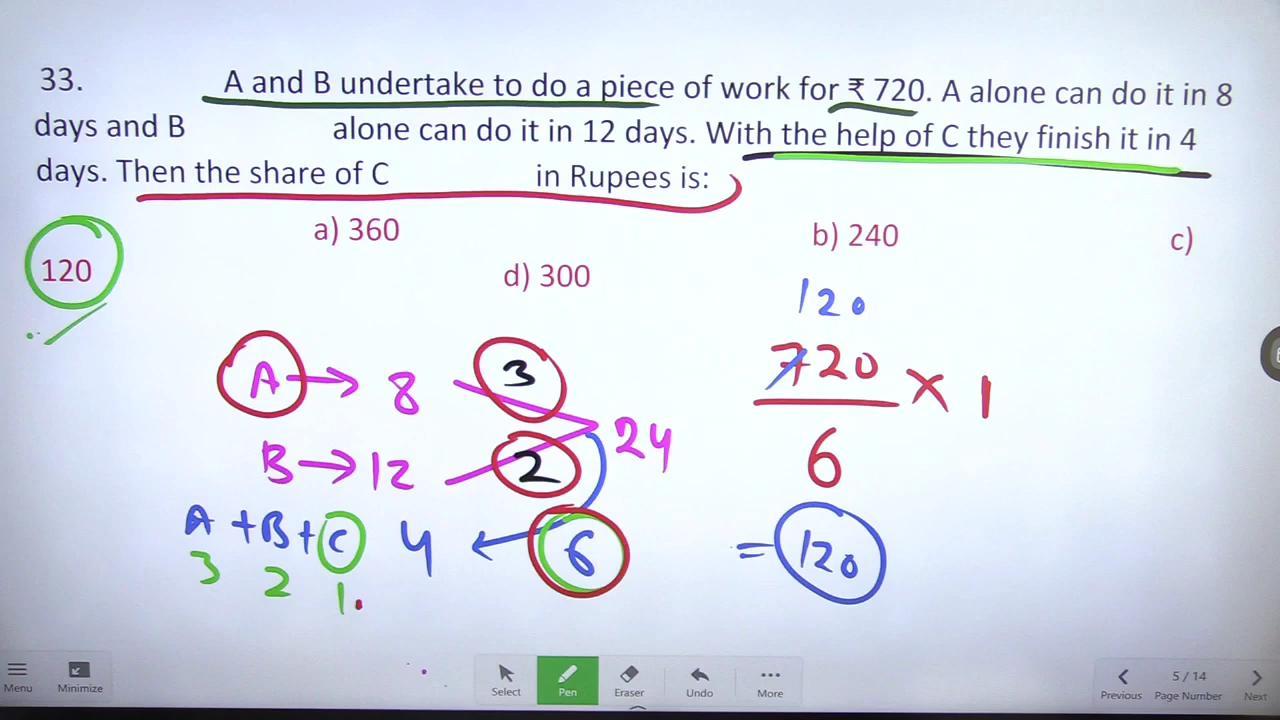 33. A and B undertake to do a piece of work for ₹ 720. A alone can do it in 8
days and B alone can do it in 12 days. With the help of C they finish it in 4
days. Then the share of C in Rupees is:
a) 360 b) 240 c)
120 d) 300
120
A → 8 3
720 × 1
24
B → 12 2
6
A + B + C 4 ← 6
= 120
3 2 1
Menu Minimize Select Pen Eraser Undo More Previous 5 / 14 Page Number Next